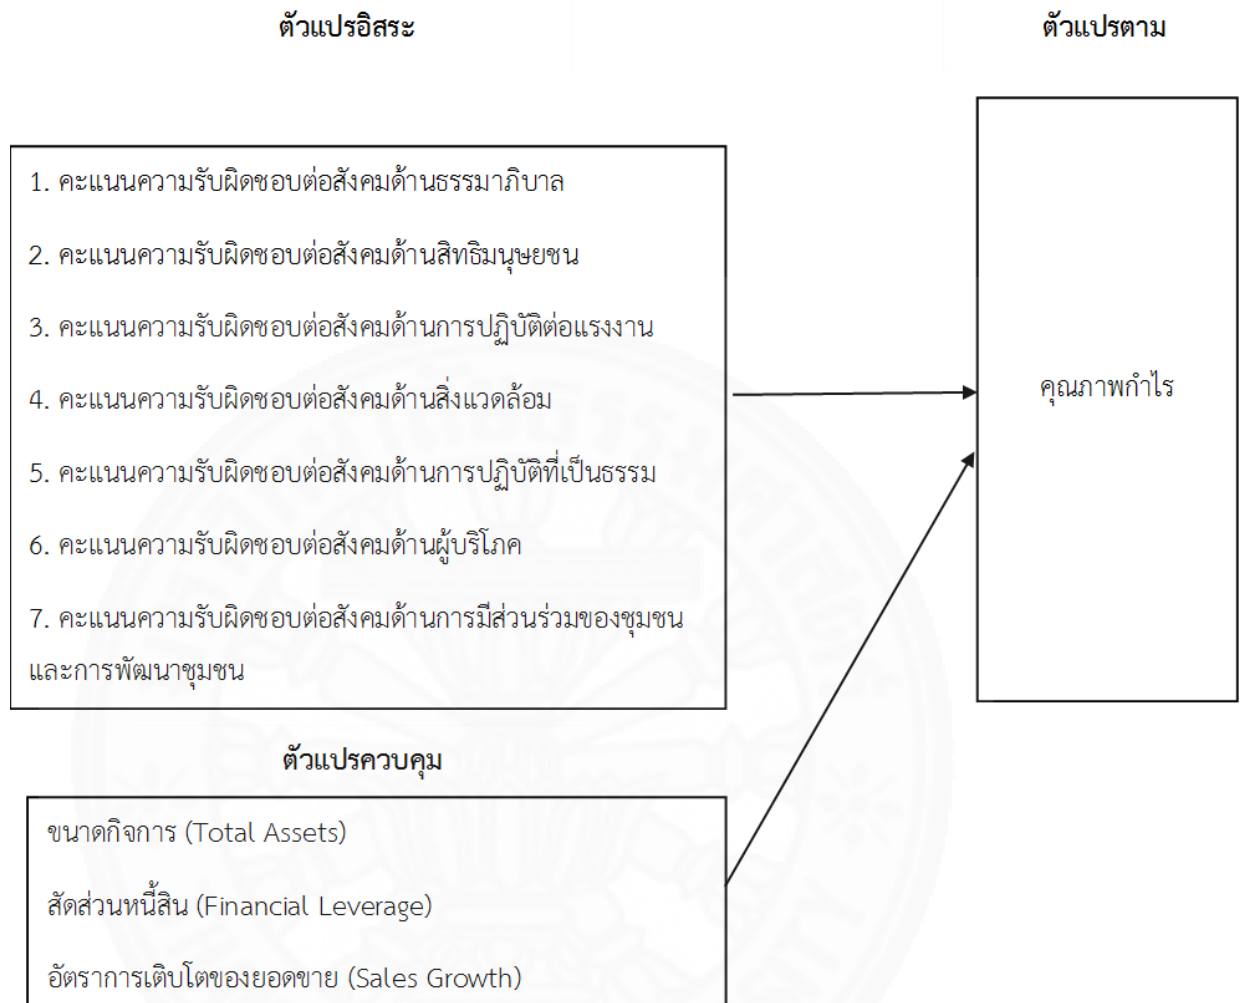 ตัวแปรอิสระ
ตัวแปรตาม
1. คะแนนความรับผิดชอบต่อสังคมด้านธรรมาภิบาล
2. คะแนนความรับผิดชอบต่อสังคมด้านสิทธิมนุษยชน
3. คะแนนความรับผิดชอบต่อสังคมด้านการปฏิบัติต่อแรงงาน
4. คะแนนความรับผิดชอบต่อสังคมด้านสิ่งแวดล้อม
5. คะแนนความรับผิดชอบต่อสังคมด้านการปฏิบัติที่เป็นธรรม
6. คะแนนความรับผิดชอบต่อสังคมด้านผู้บริโภค
7. คะแนนความรับผิดชอบต่อสังคมด้านการมีส่วนร่วมของชุมชน
และการพัฒนาชุมชน
คุณภาพกำไร
ตัวแปรควบคุม
ขนาดกิจการ (Total Assets)
สัดส่วนหนี้สิน (Financial Leverage)
อัตราการเติบโตของยอดขาย (Sales Growth)